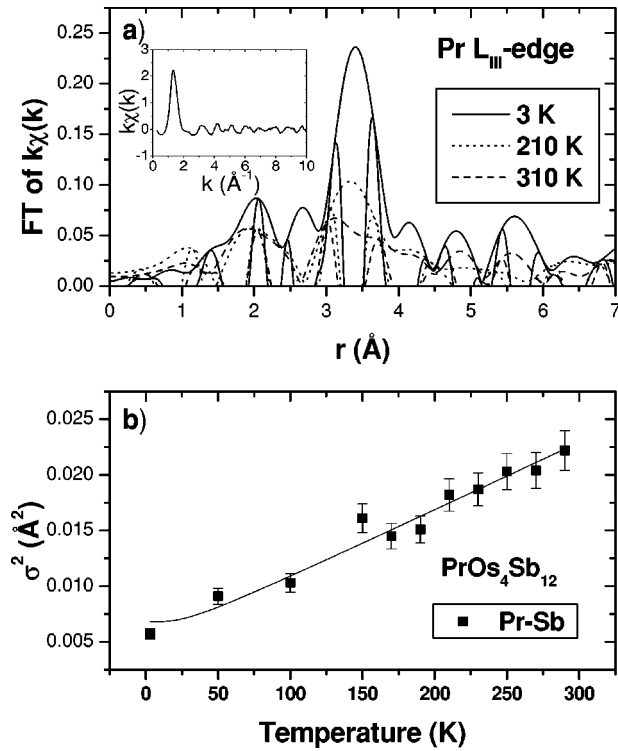 a)
Pr L_III-edge
3 K
210 K
310 K
FT of kχ(k)
0.25
0.20
0.15
0.10
0.05
0.00
0 1 2 3 4 5 6 7
r (Å)
kχ(k)
3
2
1
0
-1
0 2 4 6 8 10
k (Å⁻¹)
b)
σ² (Å²)
0.025
0.020
0.015
0.010
0.005
PrOs₄Sb₁₂
Pr-Sb
0 50 100 150 200 250 300
Temperature (K)